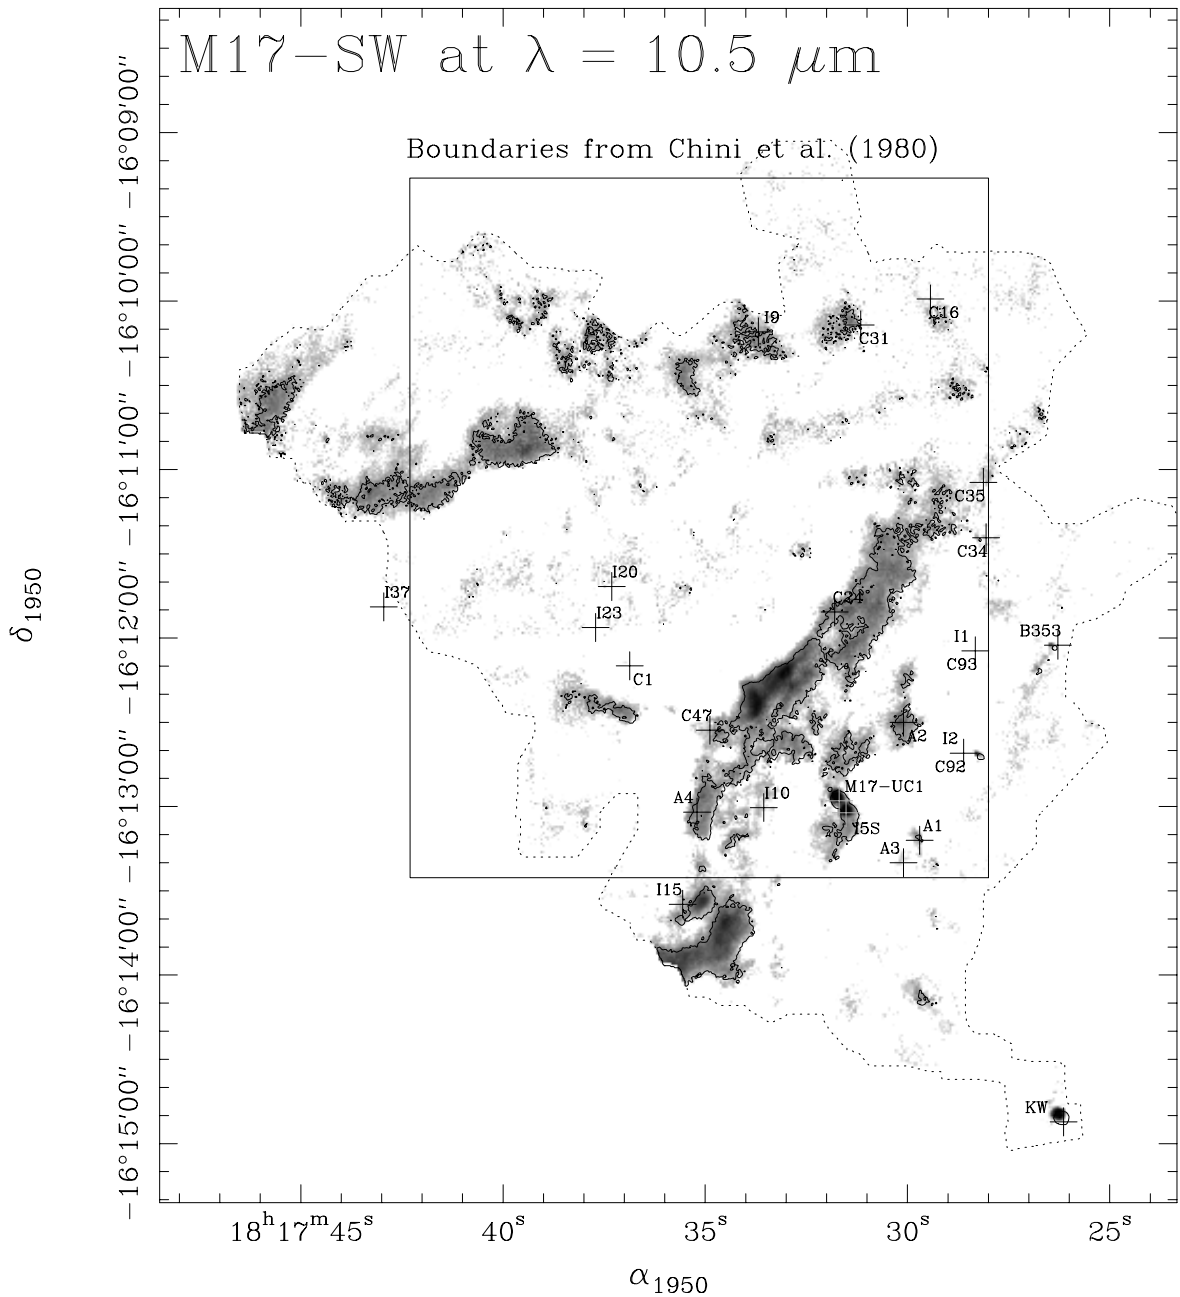 M17-SW at λ = 10.5 μm
Boundaries from Chini et al. (1980)
-16°09'00"
-16°10'00"
-16°11'00"
-16°12'00"
-16°13'00"
-16°14'00"
-16°15'00"
δ1950
I9
C16
C31
C35
C34
I20
I37
I23
C24
B353
I1
C93
C1
C47
A2
I2
C92
M17-UC1
A4
I10
I5S
A1
A3
I15
KW
18h17m45s
40s
35s
30s
25s
α1950